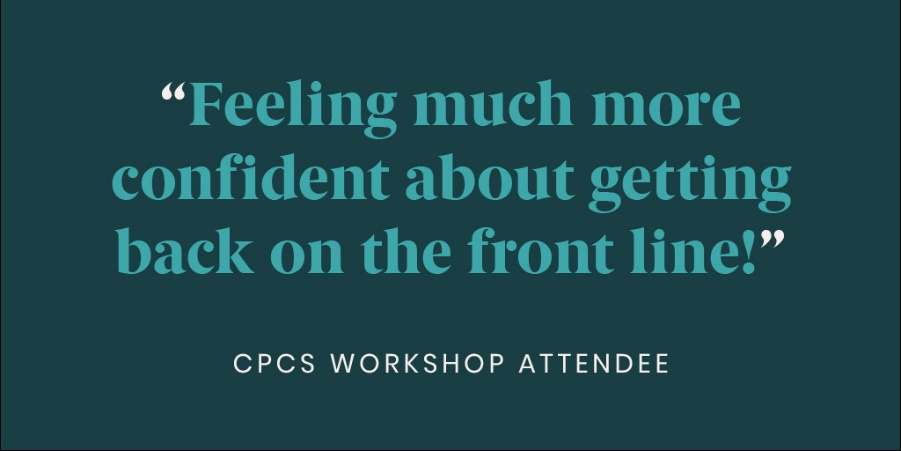 “Feeling much more
confident about getting
back on the front line!”
CPCS WORKSHOP ATTENDEE